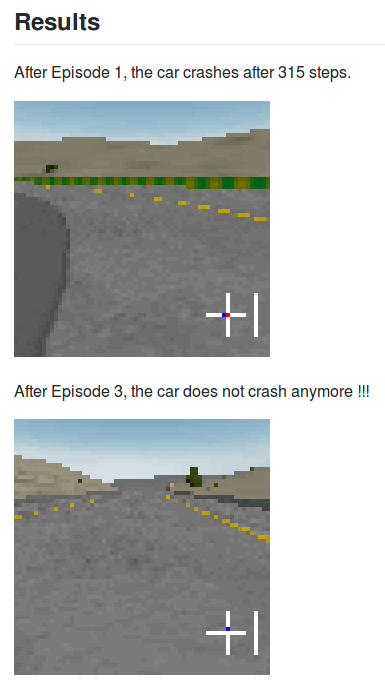 Results
After Episode 1, the car crashes after 315 steps.
After Episode 3, the car does not crash anymore !!!